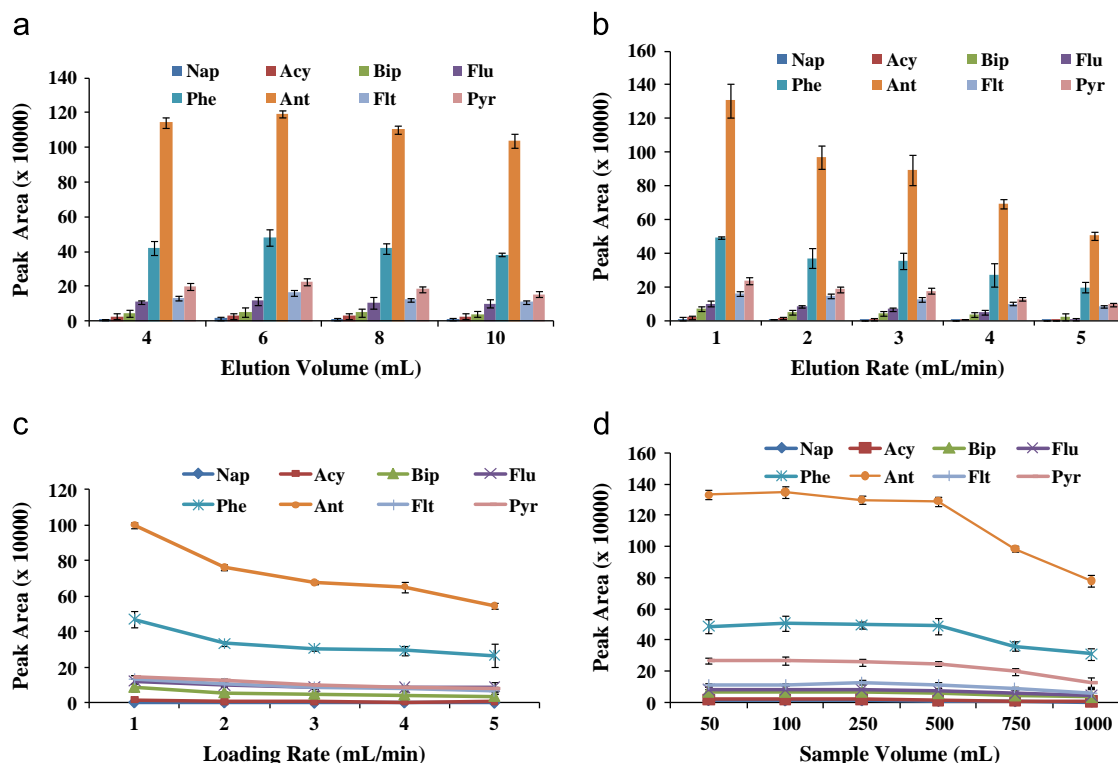 a
Nap Acy Bip Flu
Phe Ant Flt Pyr
Peak Area (x 10000)
140
120
100
80
60
40
20
0
4 6 8 10
Elution Volume (mL)
b
Nap Acy Bip Flu
Phe Ant Flt Pyr
Peak Area (x 10000)
160
140
120
100
80
60
40
20
0
1 2 3 4 5
Elution Rate (mL/min)
c
Nap Acy Bip Flu
Phe Ant Flt Pyr
Peak Area (x 10000)
120
100
80
60
40
20
0
1 2 3 4 5
Loading Rate (mL/min)
d
Nap Acy Bip Flu
Phe Ant Flt Pyr
Peak Area (x 10000)
160
140
120
100
80
60
40
20
0
50 100 250 500 750 1000
Sample Volume (mL)